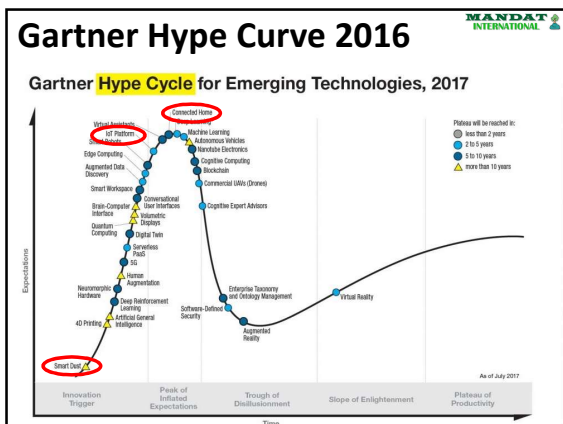 Gartner Hype Curve 2016
MANDAT
INTERNATIONAL
Gartner Hype Cycle for Emerging Technologies, 2017
Connected Home
Virtual Assistants
Deep Learning
IoT Platform
Machine Learning
Smart Robots
Autonomous Vehicles
Nanotube Electronics
Edge Computing
Cognitive Computing
Augmented Data
Discovery
Blockchain
Smart Workspace
Commercial UAVs (Drones)
Conversational
User Interfaces
Brain-Computer
Interface
Cognitive Expert Advisors
Volumetric
Displays
Quantum
Computing
Digital Twin
Serverless
PaaS
5G
Human
Augmentation
Neuromorphic
Hardware
Deep Reinforcement
Learning
Artificial General
Intelligence
4D Printing
Smart Dust
Enterprise Taxonomy
and Ontology Management
Software-Defined
Security
Augmented
Reality
Virtual Reality
Plateau will be reached in:
less than 2 years
2 to 5 years
5 to 10 years
more than 10 years
As of July 2017
Expectations
Innovation
Trigger
Peak of
Inflated
Expectations
Trough of
Disillusionment
Slope of Enlightenment
Plateau of
Productivity
Time